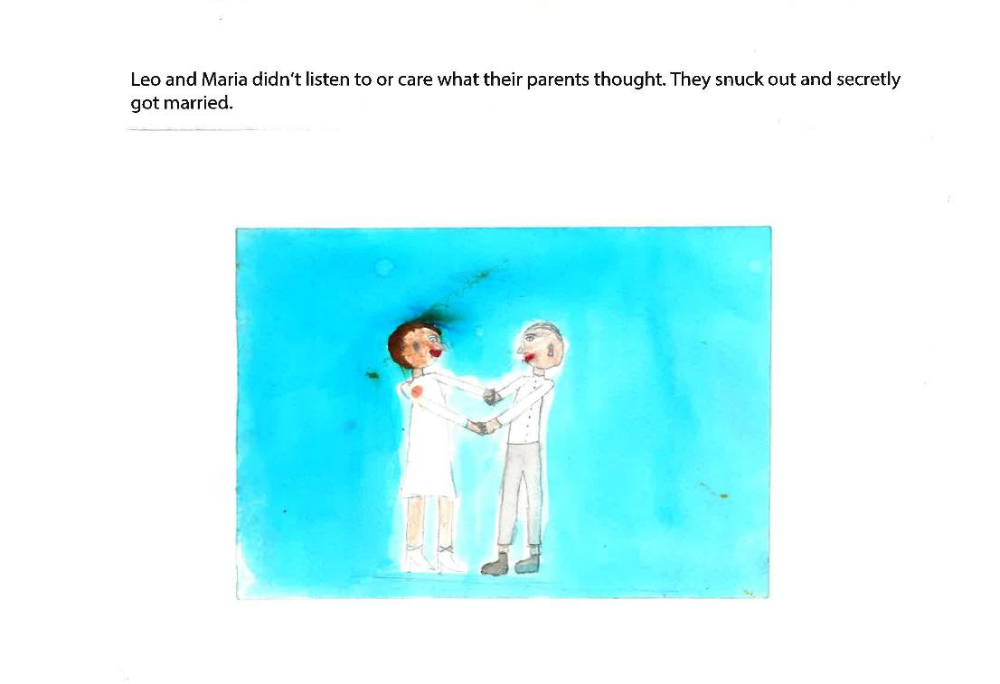 Leo and Maria didn't listen to or care what their parents thought. They snuck out and secretly
got married.